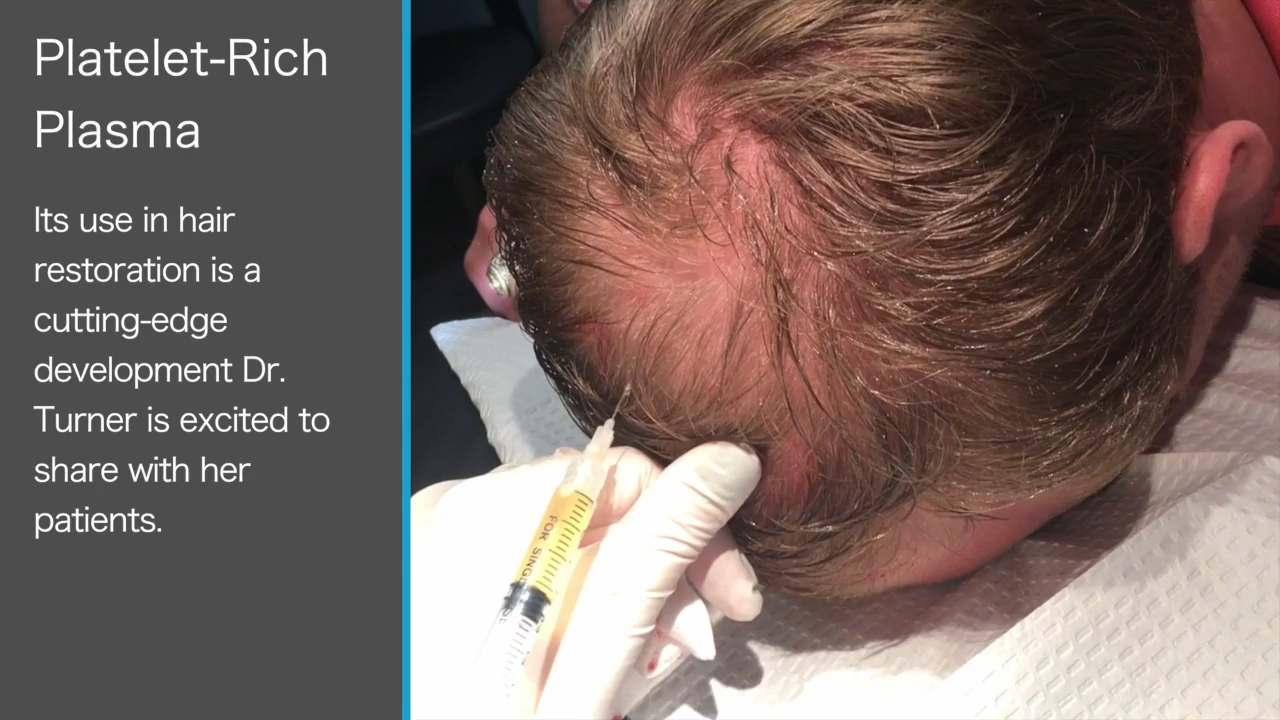 Platelet-Rich
Plasma
Its use in hair
restoration is a
cutting-edge
development Dr.
Turner is excited to
share with her
patients.
FOR SINGL